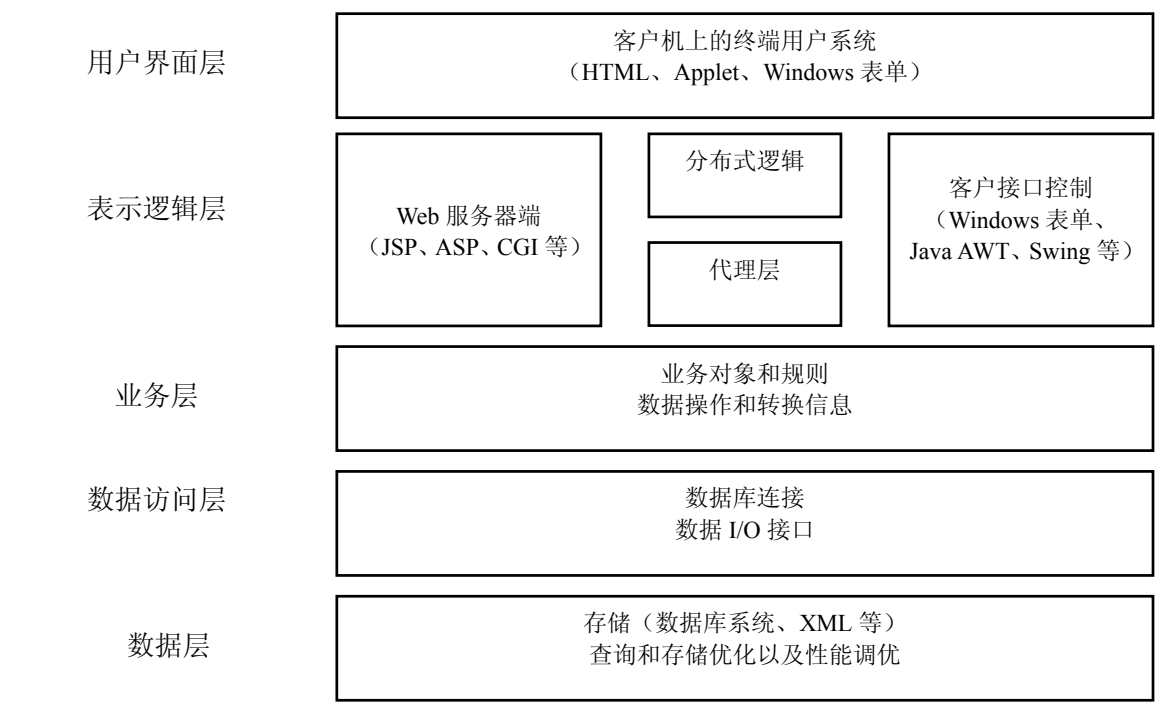 用户界面层
客户机上的终端用户系统
（HTML、Applet、Windows 表单）
表示逻辑层
Web 服务器端
（JSP、ASP、CGI 等）
分布式逻辑
代理层
客户接口控制
（Windows 表单、
Java AWT、Swing 等）
业务层
业务对象和规则
数据操作和转换信息
数据访问层
数据库连接
数据 I/O 接口
数据层
存储（数据库系统、XML 等）
查询和存储优化以及性能调优